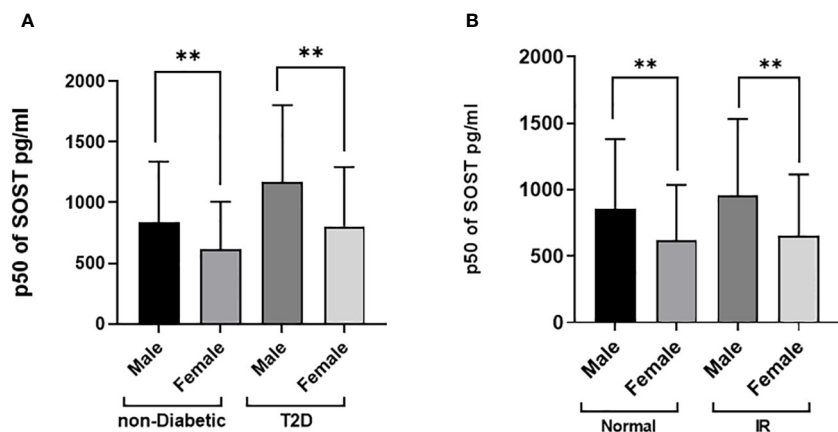 A
p50 of SOST pg/ml
** **
2000
1500
1000
500
0
Male Female Male Female
non-Diabetic T2D
B
p50 of SOST pg/ml
** **
2000
1500
1000
500
0
Male Female Male Female
Normal IR